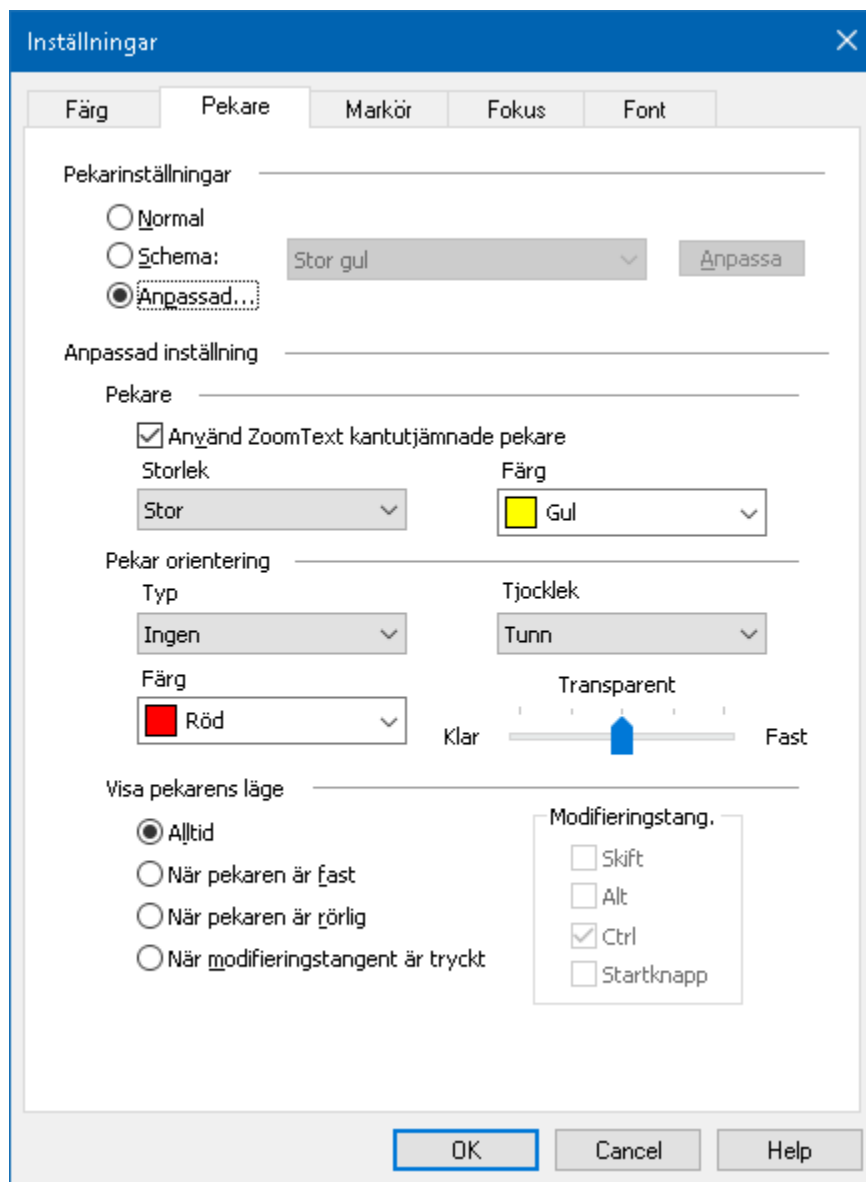 Inställningar
Färg Pekare Markör Fokus Font
Pekarinställningar
Normal
Schema: Stor gul Anpassa
Anpassad...
Anpassad inställning
Pekare
Använd ZoomText kantutjämnade pekare
Storlek Färg
Stor Gul
Pekar orientering
Typ Tjocklek
Ingen Tunn
Färg Transparent
Röd Klar Fast
Visa pekarens läge
Modifieringstang.
Alltid
Skift
När pekaren är fast
Alt
När pekaren är rörlig
Ctrl
När modifieringstangent är tryckt
Startknapp
OK Cancel Help